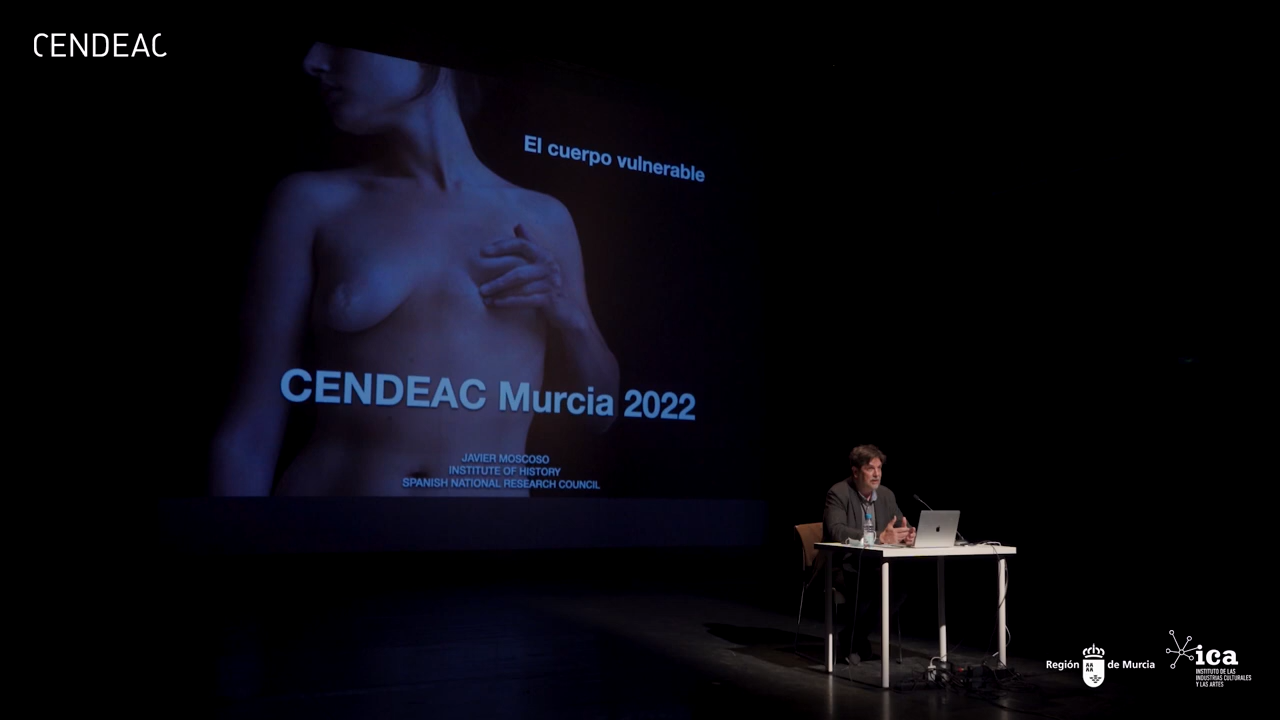 CENDEAC
El cuerpo vulnerable
CENDEAC Murcia 2022
JAVIER MOSCOSO
INSTITUTE OF HISTORY
SPANISH NATIONAL RESEARCH COUNCIL
Región de Murcia
ica
INSTITUTO DE LAS
INDUSTRIAS CULTURALES
Y LAS ARTES